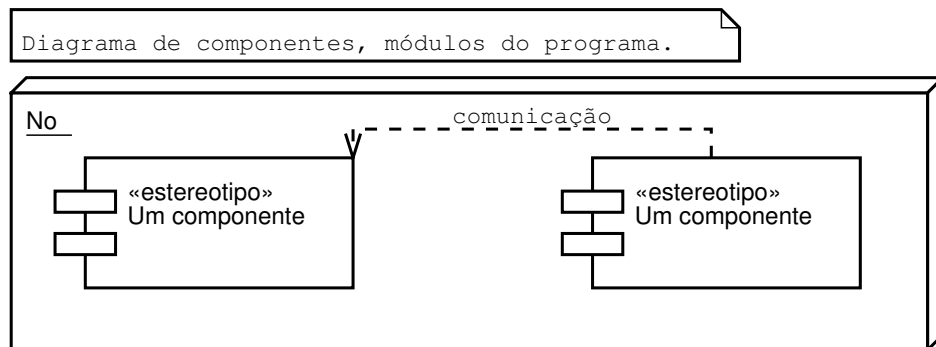 Diagrama de componentes, módulos do programa.
No
comunicação
«estereotipo»
Um componente
«estereotipo»
Um componente